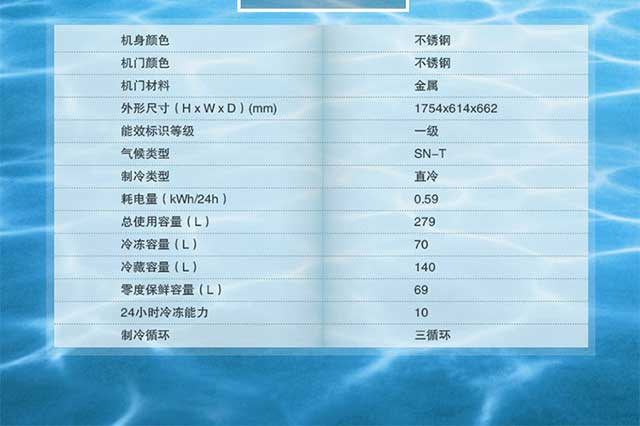 机身颜色 不锈钢
机门颜色 不锈钢
机门材料 金属
外形尺寸（H x W x D）(mm) 1754x614x662
能效标识等级 一级
气候类型 SN-T
制冷类型 直冷
耗电量（kWh/24h） 0.59
总使用容量（L） 279
冷冻容量（L） 70
冷藏容量（L） 140
零度保鲜容量（L） 69
24小时冷冻能力 10
制冷循环 三循环